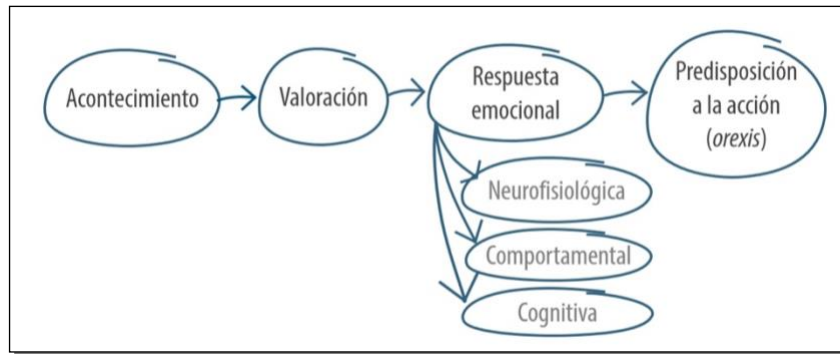 Acontecimiento
Valoración
Respuesta
emocional
Predisposición
a la acción
(orexis)
Neurofisiológica
Comportamental
Cognitiva